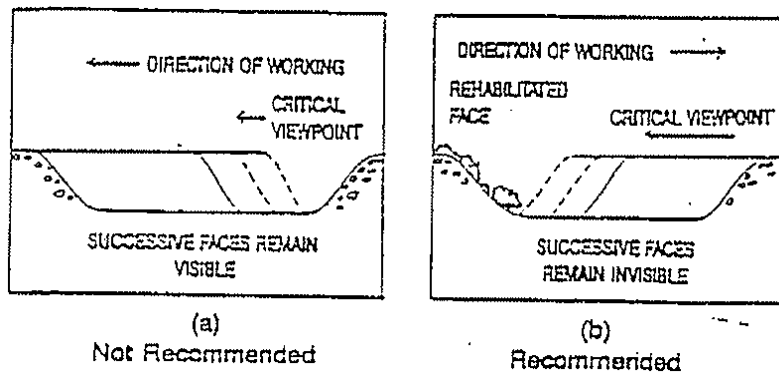 DIRECTION OF WORKING
CRITICAL
VIEWPOINT
SUCCESSIVE FACES REMAIN
VISIBLE
(a)
Not Recommended
DIRECTION OF WORKING
REHABILITATED
FACE
CRITICAL VIEWPOINT
SUCCESSIVE FACES
REMAIN INVISIBLE
(b)
Recommended